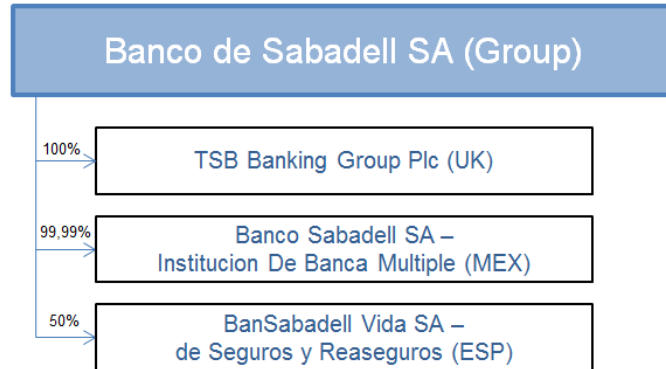 Banco de Sabadell SA (Group)
100%
TSB Banking Group Plc (UK)
99,99%
Banco Sabadell SA –
Institucion De Banca Multiple (MEX)
50%
BanSabadell Vida SA –
de Seguros y Reaseguros (ESP)